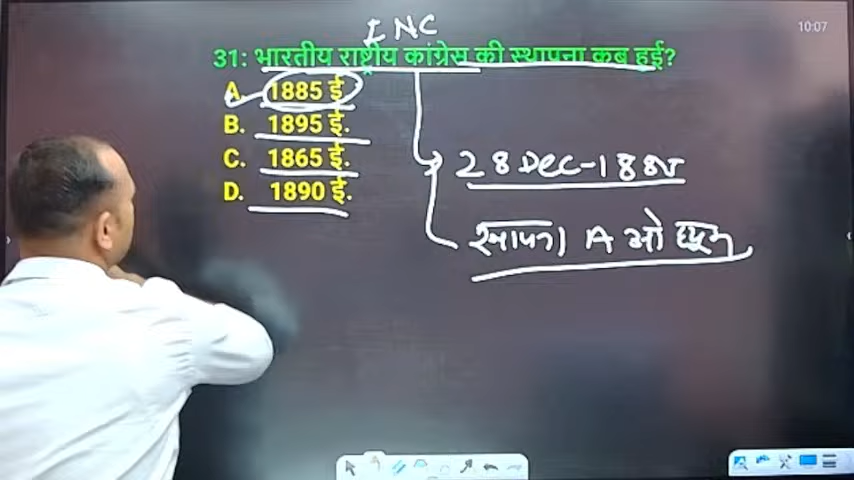 INC
10:07
31: भारतीय राष्ट्रीय कांग्रेस की स्थापना कब हुई?
A. 1885 ई.
B. 1895 ई.
C. 1865 ई.
D. 1890 ई.
28 Dec-1885
स्थापना A ओ ह्यूम